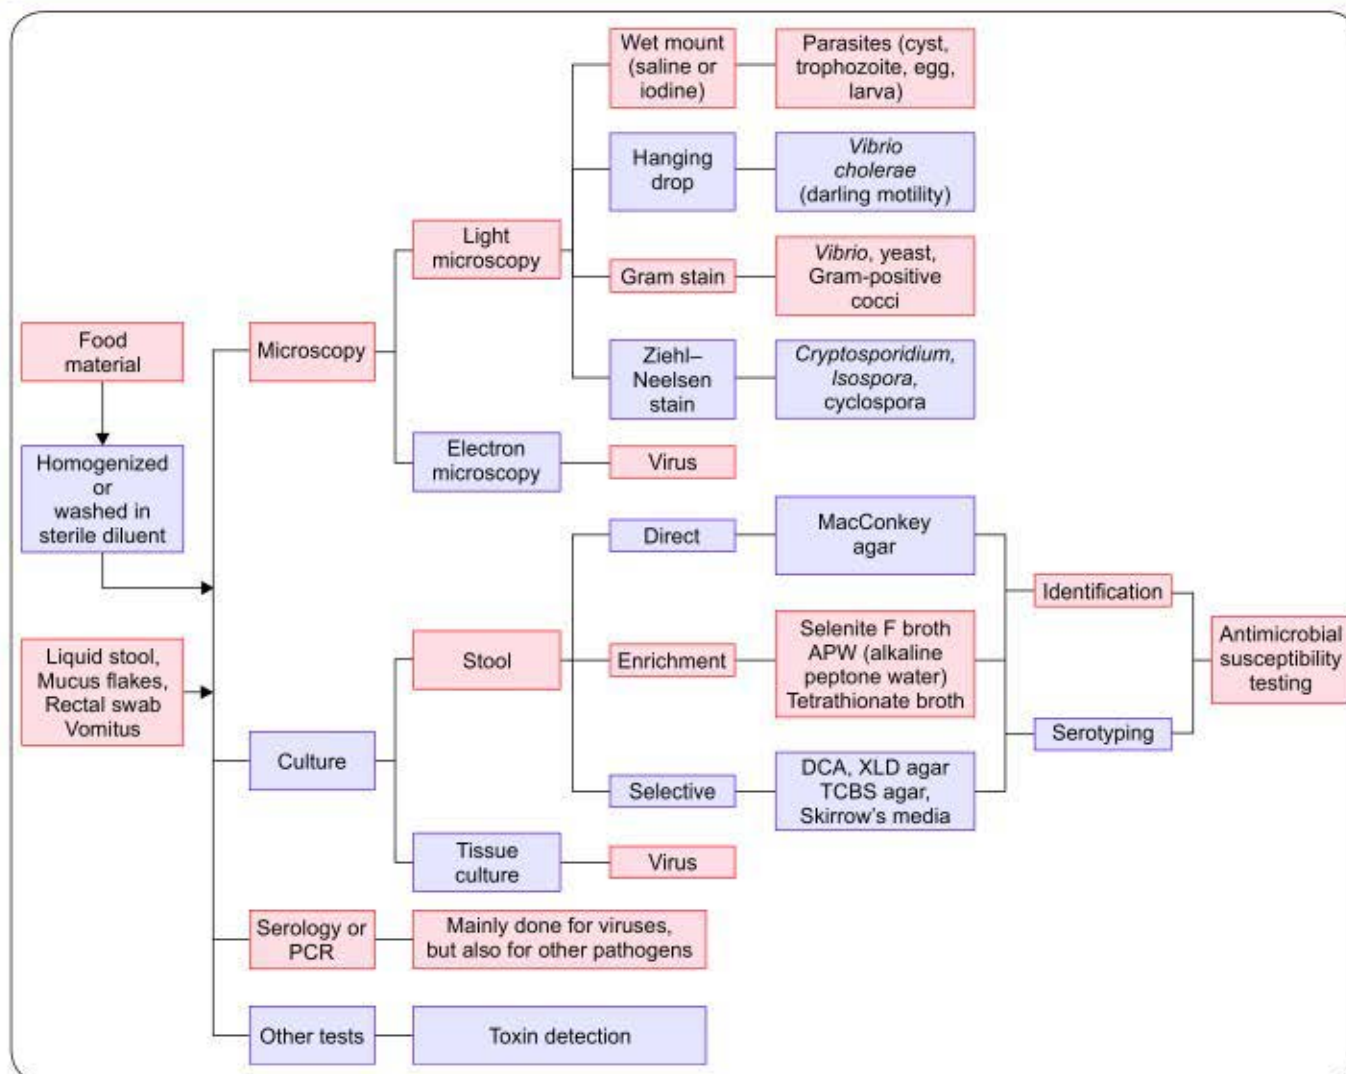 Food
material
Homogenized
or
washed in
sterile diluent
Liquid stool,
Mucus flakes,
Rectal swab
Vomitus
Microscopy
Light
microscopy
Wet mount
(saline or
iodine)
Parasites (cyst,
trophozoite, egg,
larva)
Hanging
drop
Vibrio
cholerae
(darling motility)
Gram stain
Vibrio, yeast,
Gram-positive
cocci
Ziehl–
Neelsen
stain
Cryptosporidium,
Isospora,
cyclospora
Electron
microscopy
Virus
Culture
Stool
Direct
MacConkey
agar
Enrichment
Selenite F broth
APW (alkaline
peptone water)
Tetrathionate broth
Selective
DCA, XLD agar
TCBS agar,
Skirrow's media
Identification
Serotyping
Antimicrobial
susceptibility
testing
Tissue
culture
Virus
Serology or
PCR
Mainly done for viruses,
but also for other pathogens
Other tests
Toxin detection